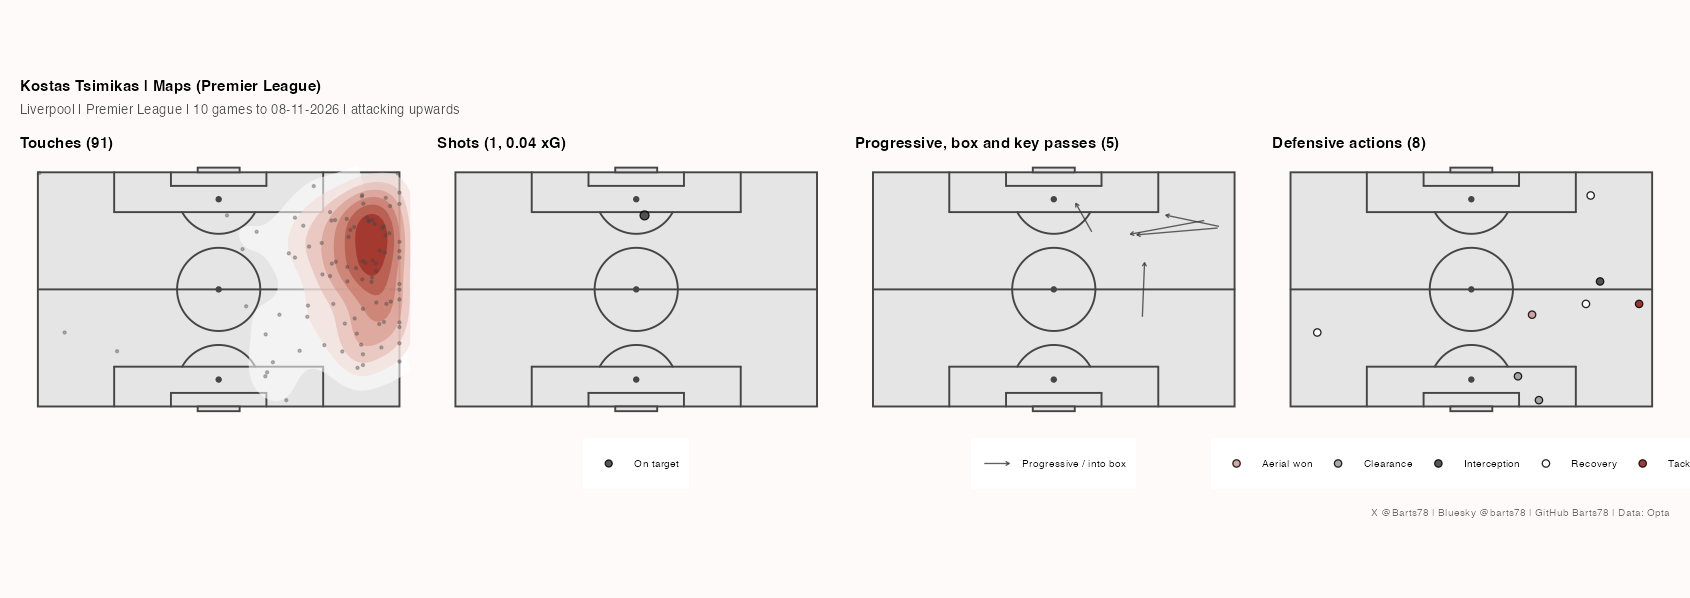 Kostas Tsimikas | Maps (Premier League)
Liverpool | Premier League | 10 games to 08-11-2026 | attacking upwards
Touches (91)
Shots (1, 0.04 xG)
Progressive, box and key passes (5)
Defensive actions (8)
On target
Progressive / into box
Aerial won
Clearance
Interception
Recovery
Tack
X @Barts78 | Bluesky @barts78 | GitHub Barts78 | Data: Opta